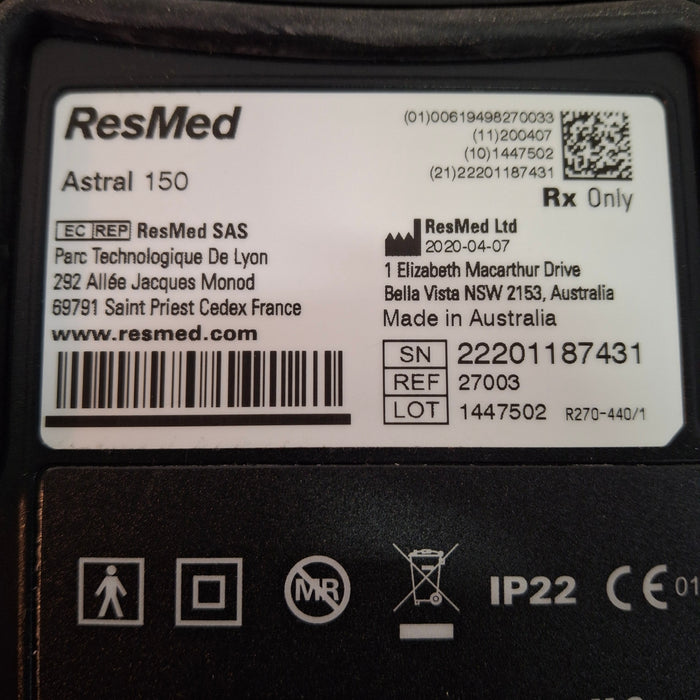 ResMed
Astral 150
EC REP ResMed SAS
Parc Technologique De Lyon
292 Allée Jacques Monod
69791 Saint Priest Cedex France
www.resmed.com
(01)00619498270033
(11)200407
(10)1447502
(21)22201187431
Rx Only
ResMed Ltd
2020-04-07
1 Elizabeth Macarthur Drive
Bella Vista NSW 2153, Australia
Made in Australia
SN 22201187431
REF 27003
LOT 1447502 R270-440/1
MR IP22 CE 01